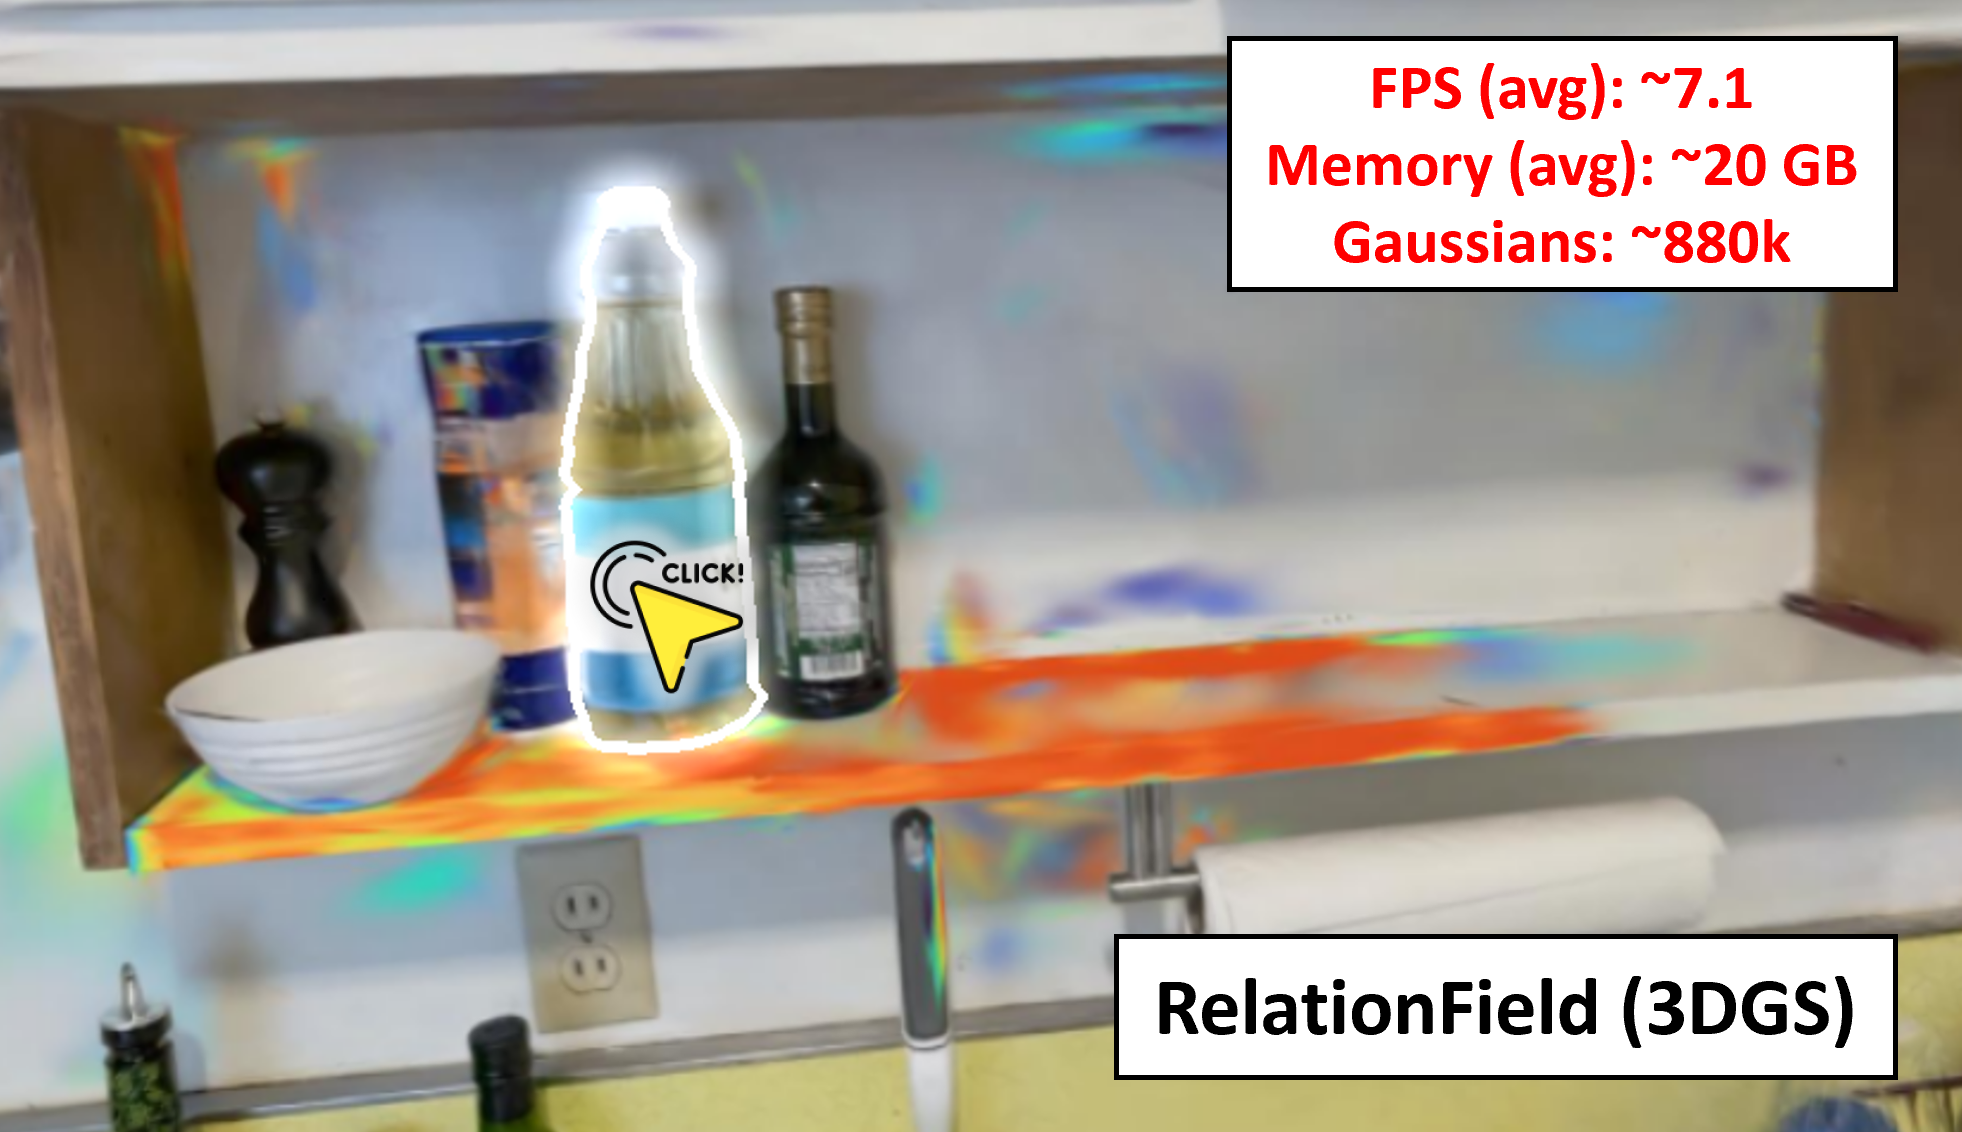 FPS (avg): ~7.1
Memory (avg): ~20 GB
Gaussians: ~880k
CLICK!
RelationField (3DGS)